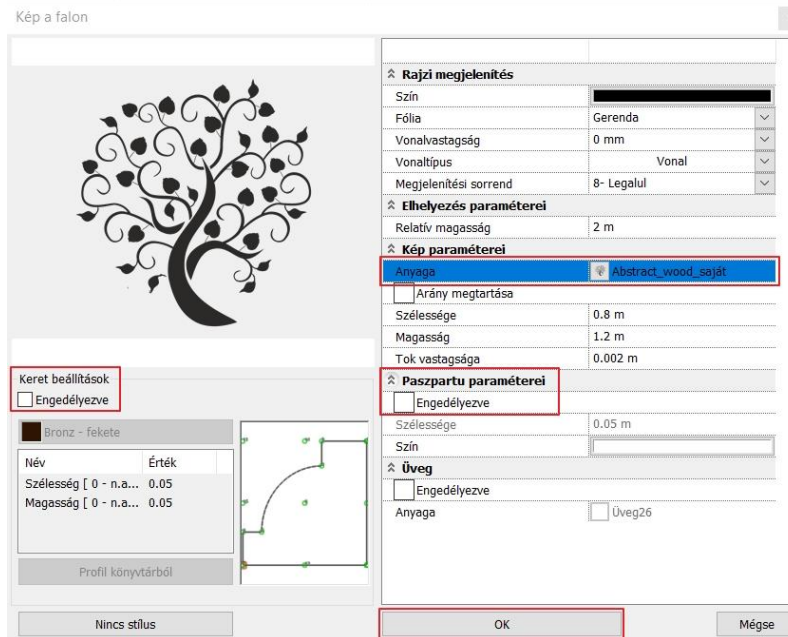 Kép a falon
Rajzi megjelenítés
Szín
Fólia Gerenda
Vonalvastagság 0 mm
Vonaltípus Vonal
Megjelenítési sorrend 8- Legalul
Elhelyezés paraméterei
Relatív magasság 2 m
Kép paraméterei
Anyaga Abstract_wood_saját
Arány megtartása
Szélessége 0.8 m
Magasság 1.2 m
Tok vastagsága 0.002 m
Paszpartu paraméterei
Engedélyezve
Szélessége 0.05 m
Szín
Üveg
Engedélyezve
Anyaga Üveg26
Keret beállítások
Engedélyezve
Bronz - fekete
Név Érték
Szélesség [ 0 - n.a... 0.05
Magasság [ 0 - n.a... 0.05
Profil könyvtárból
Nincs stílus OK Mégse